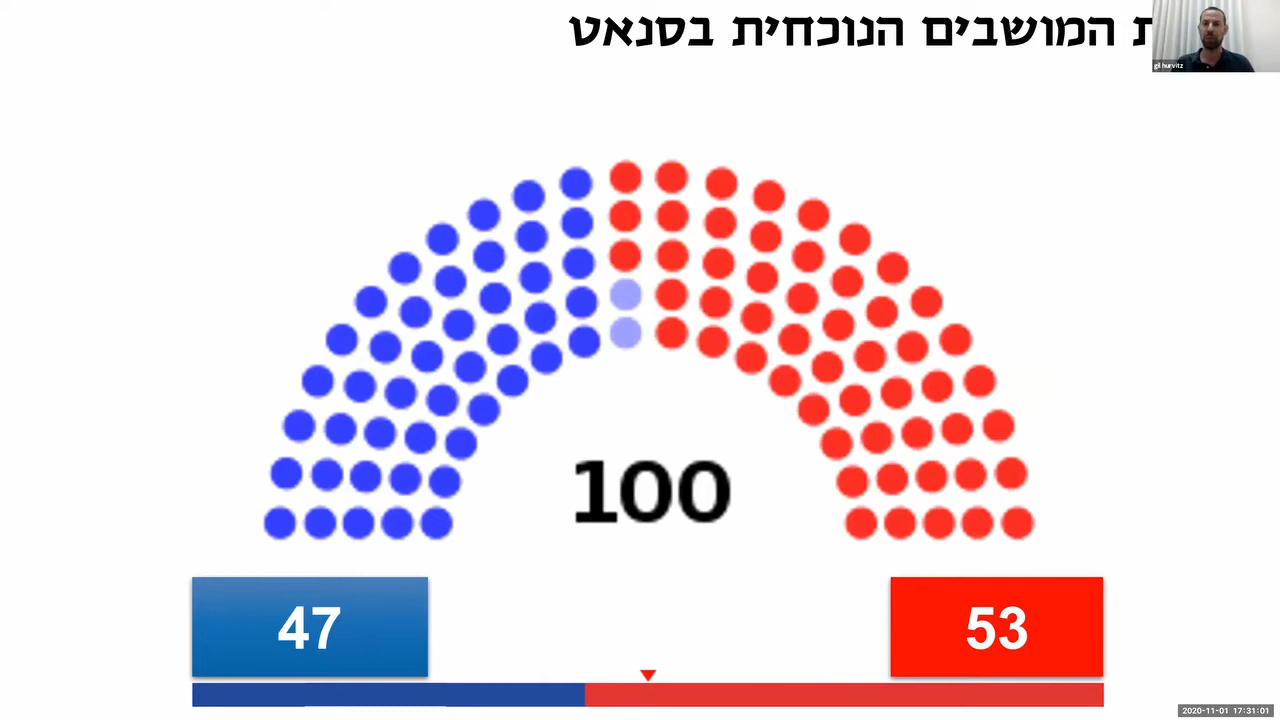 ת המושבים הנוכחית בסנאט
gil hurvitz
100
47
53
2020-11-01 17:31:01